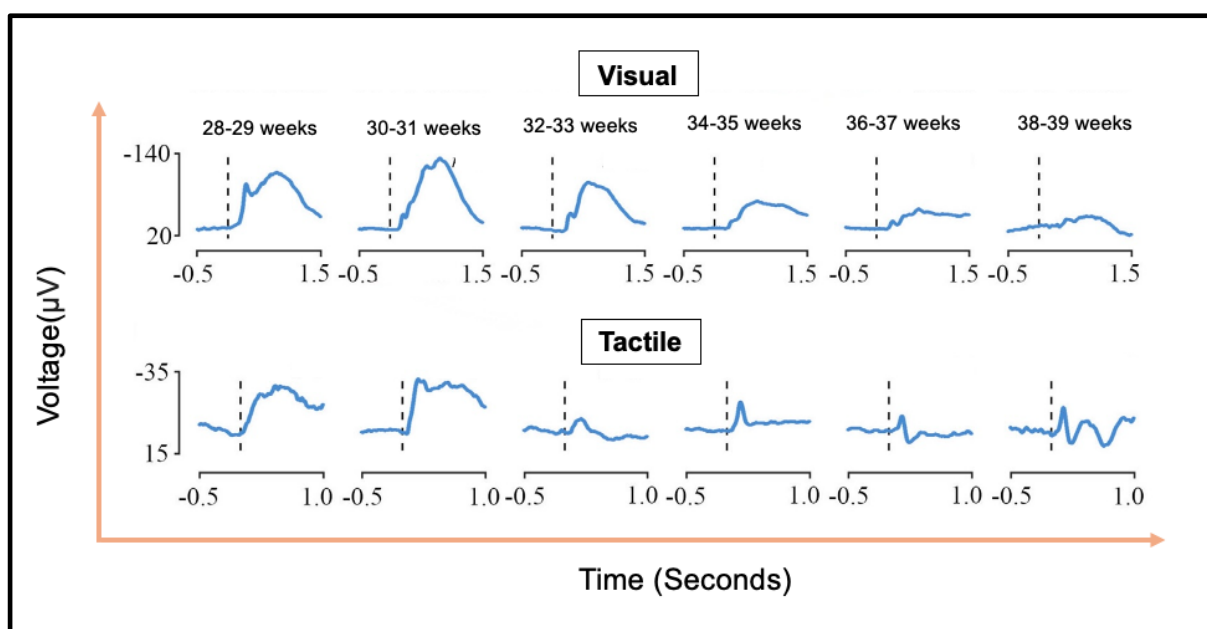 Visual
28-29 weeks 30-31 weeks 32-33 weeks 34-35 weeks 36-37 weeks 38-39 weeks
-140
20
-0.5 1.5 -0.5 1.5 -0.5 1.5 -0.5 1.5 -0.5 1.5 -0.5 1.5
Voltage(µV)
Tactile
-35
15
-0.5 1.0 -0.5 1.0 -0.5 1.0 -0.5 1.0 -0.5 1.0 -0.5 1.0
Time (Seconds)